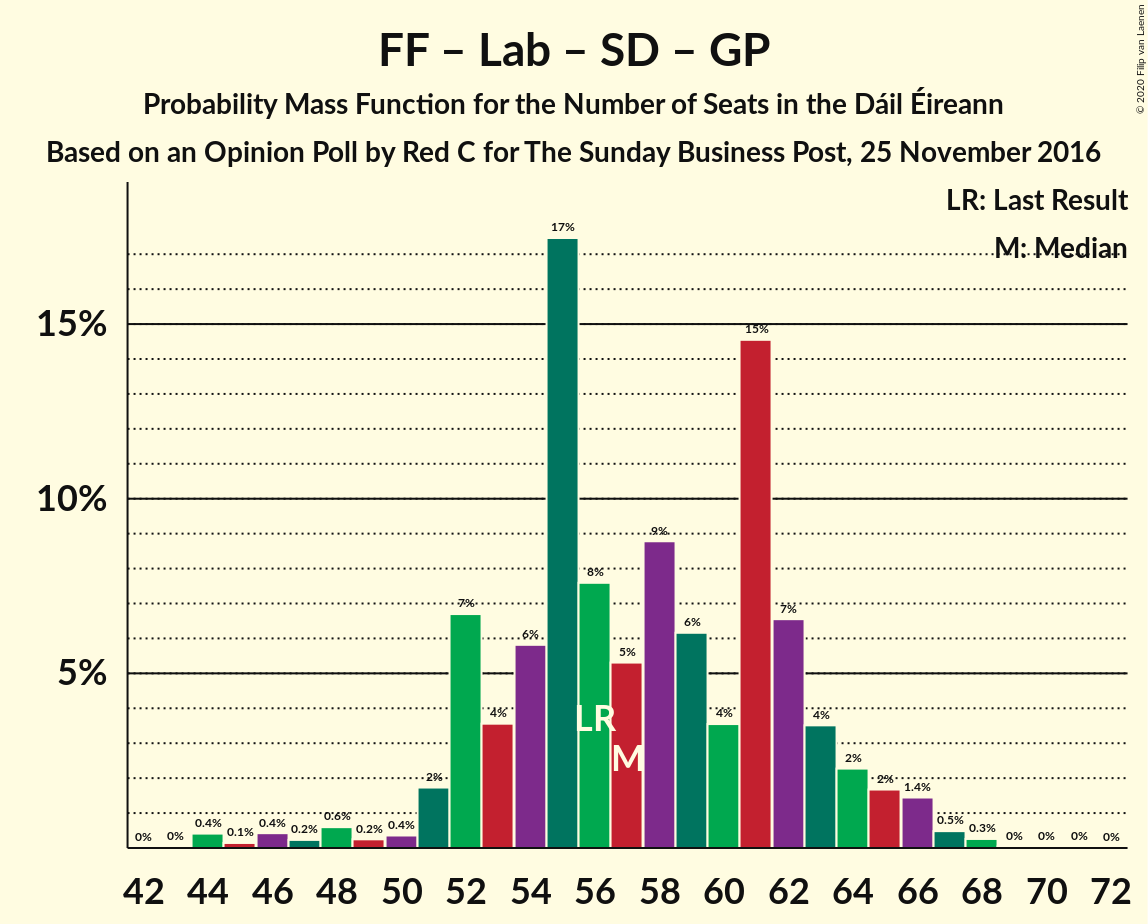 FF – Lab – SD – GP
Probability Mass Function for the Number of Seats in the Dáil Éireann
Based on an Opinion Poll by Red C for The Sunday Business Post, 25 November 2016
© 2020 Filip van Laenen
LR: Last Result
M: Median
15%
10%
5%
0% 0% 0.4% 0.1% 0.4% 0.2% 0.6% 0.2% 0.4% 2% 7% 4% 6% 17% 8% 5% 9% 6% 4% 15% 7% 4% 2% 2% 1.4% 0.5% 0.3% 0% 0% 0% 0%
LR
M
42 44 46 48 50 52 54 56 58 60 62 64 66 68 70 72